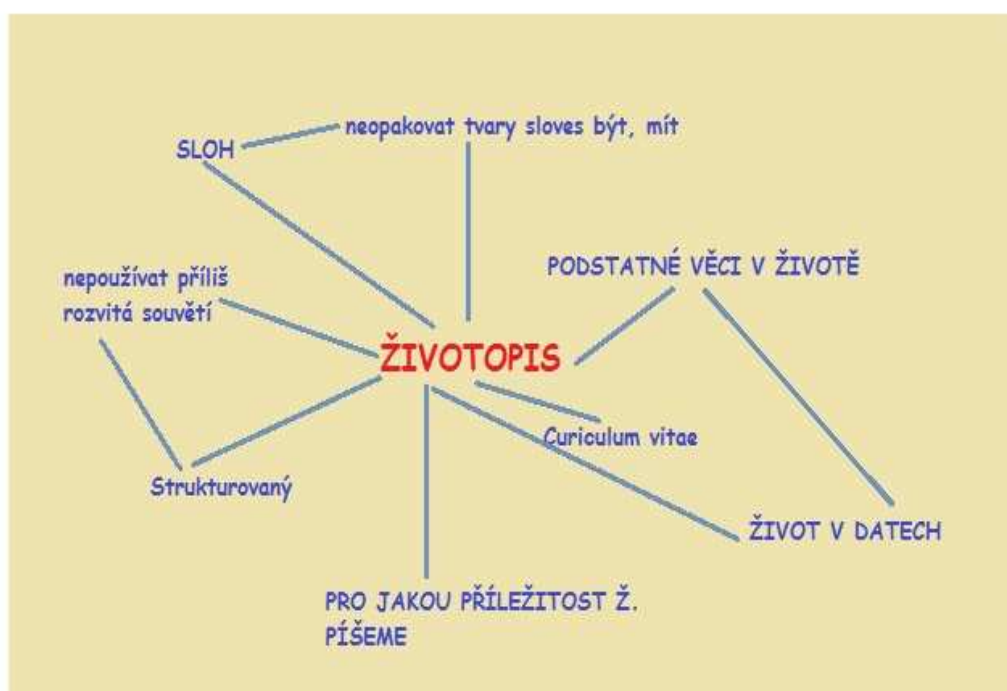 neopakovat tvary sloves být, mít
SLOH
PODSTATNÉ VĚCI V ŽIVOTĚ
nepoužívat příliš
rozvitá souvětí
ŽIVOTOPIS
Curiculum vitae
Strukturovaný
ŽIVOT V DATECH
PRO JAKOU PŘÍLEŽITOST Ž.
PÍŠEME